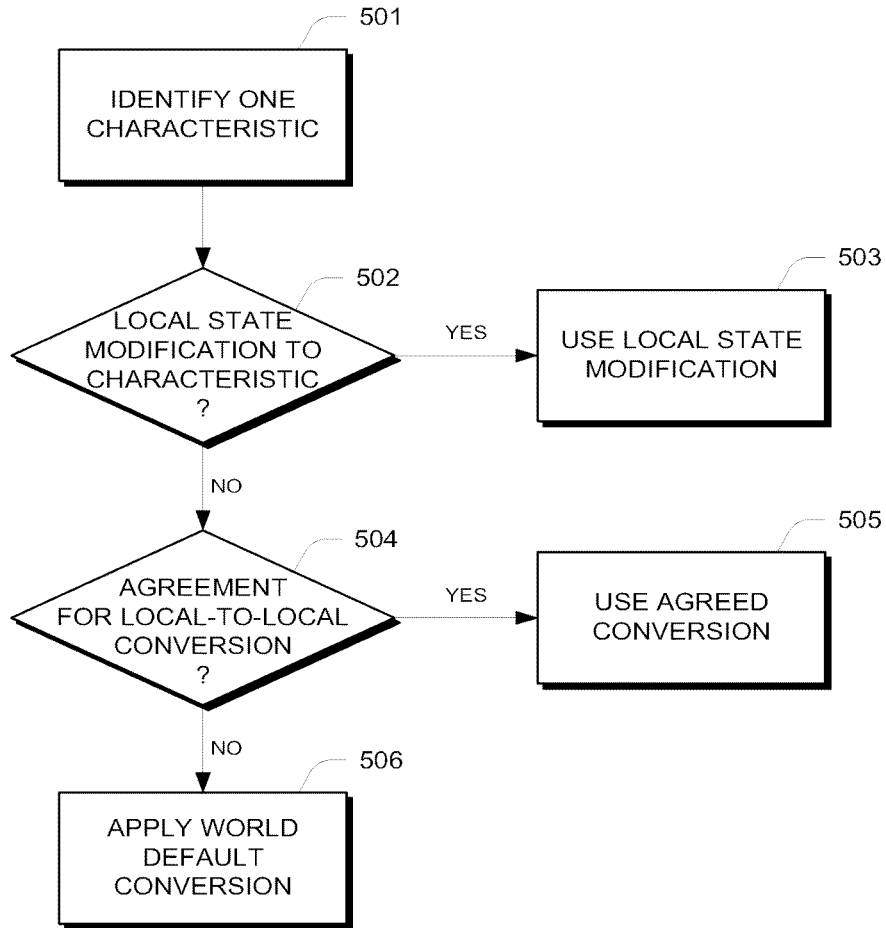 501
IDENTIFY ONE
CHARACTERISTIC
502
LOCAL STATE
MODIFICATION TO
CHARACTERISTIC
?
YES
503
USE LOCAL STATE
MODIFICATION
NO
504
AGREEMENT
FOR LOCAL-TO-LOCAL
CONVERSION
?
YES
505
USE AGREED
CONVERSION
NO
506
APPLY WORLD
DEFAULT
CONVERSION